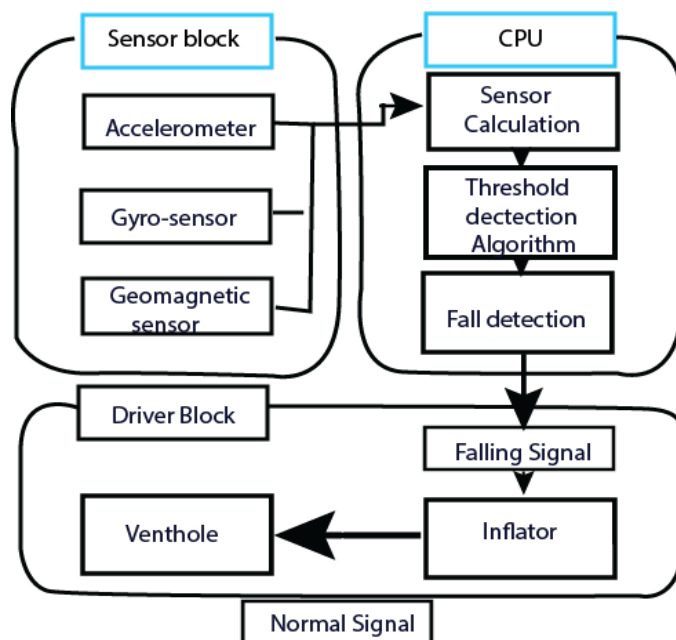 Sensor block
Accelerometer
Gyro-sensor
Geomagnetic
sensor
CPU
Sensor
Calculation
Threshold
dectection
Algorithm
Fall detection
Driver Block
Falling Signal
Inflator
Venthole
Normal Signal